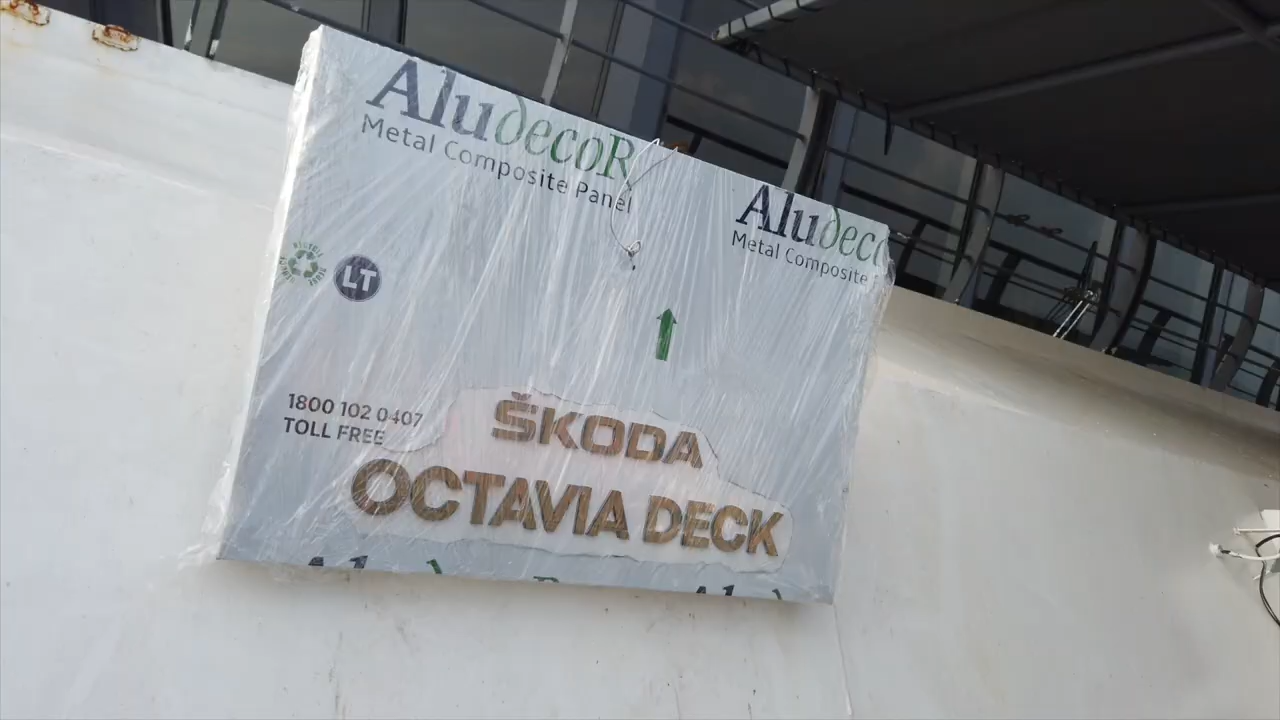 AludecoR
Metal Composite Panel
Aludeco
Metal Composite
LT
1800 102 0407
TOLL FREE
ŠKODA
OCTAVIA DECK